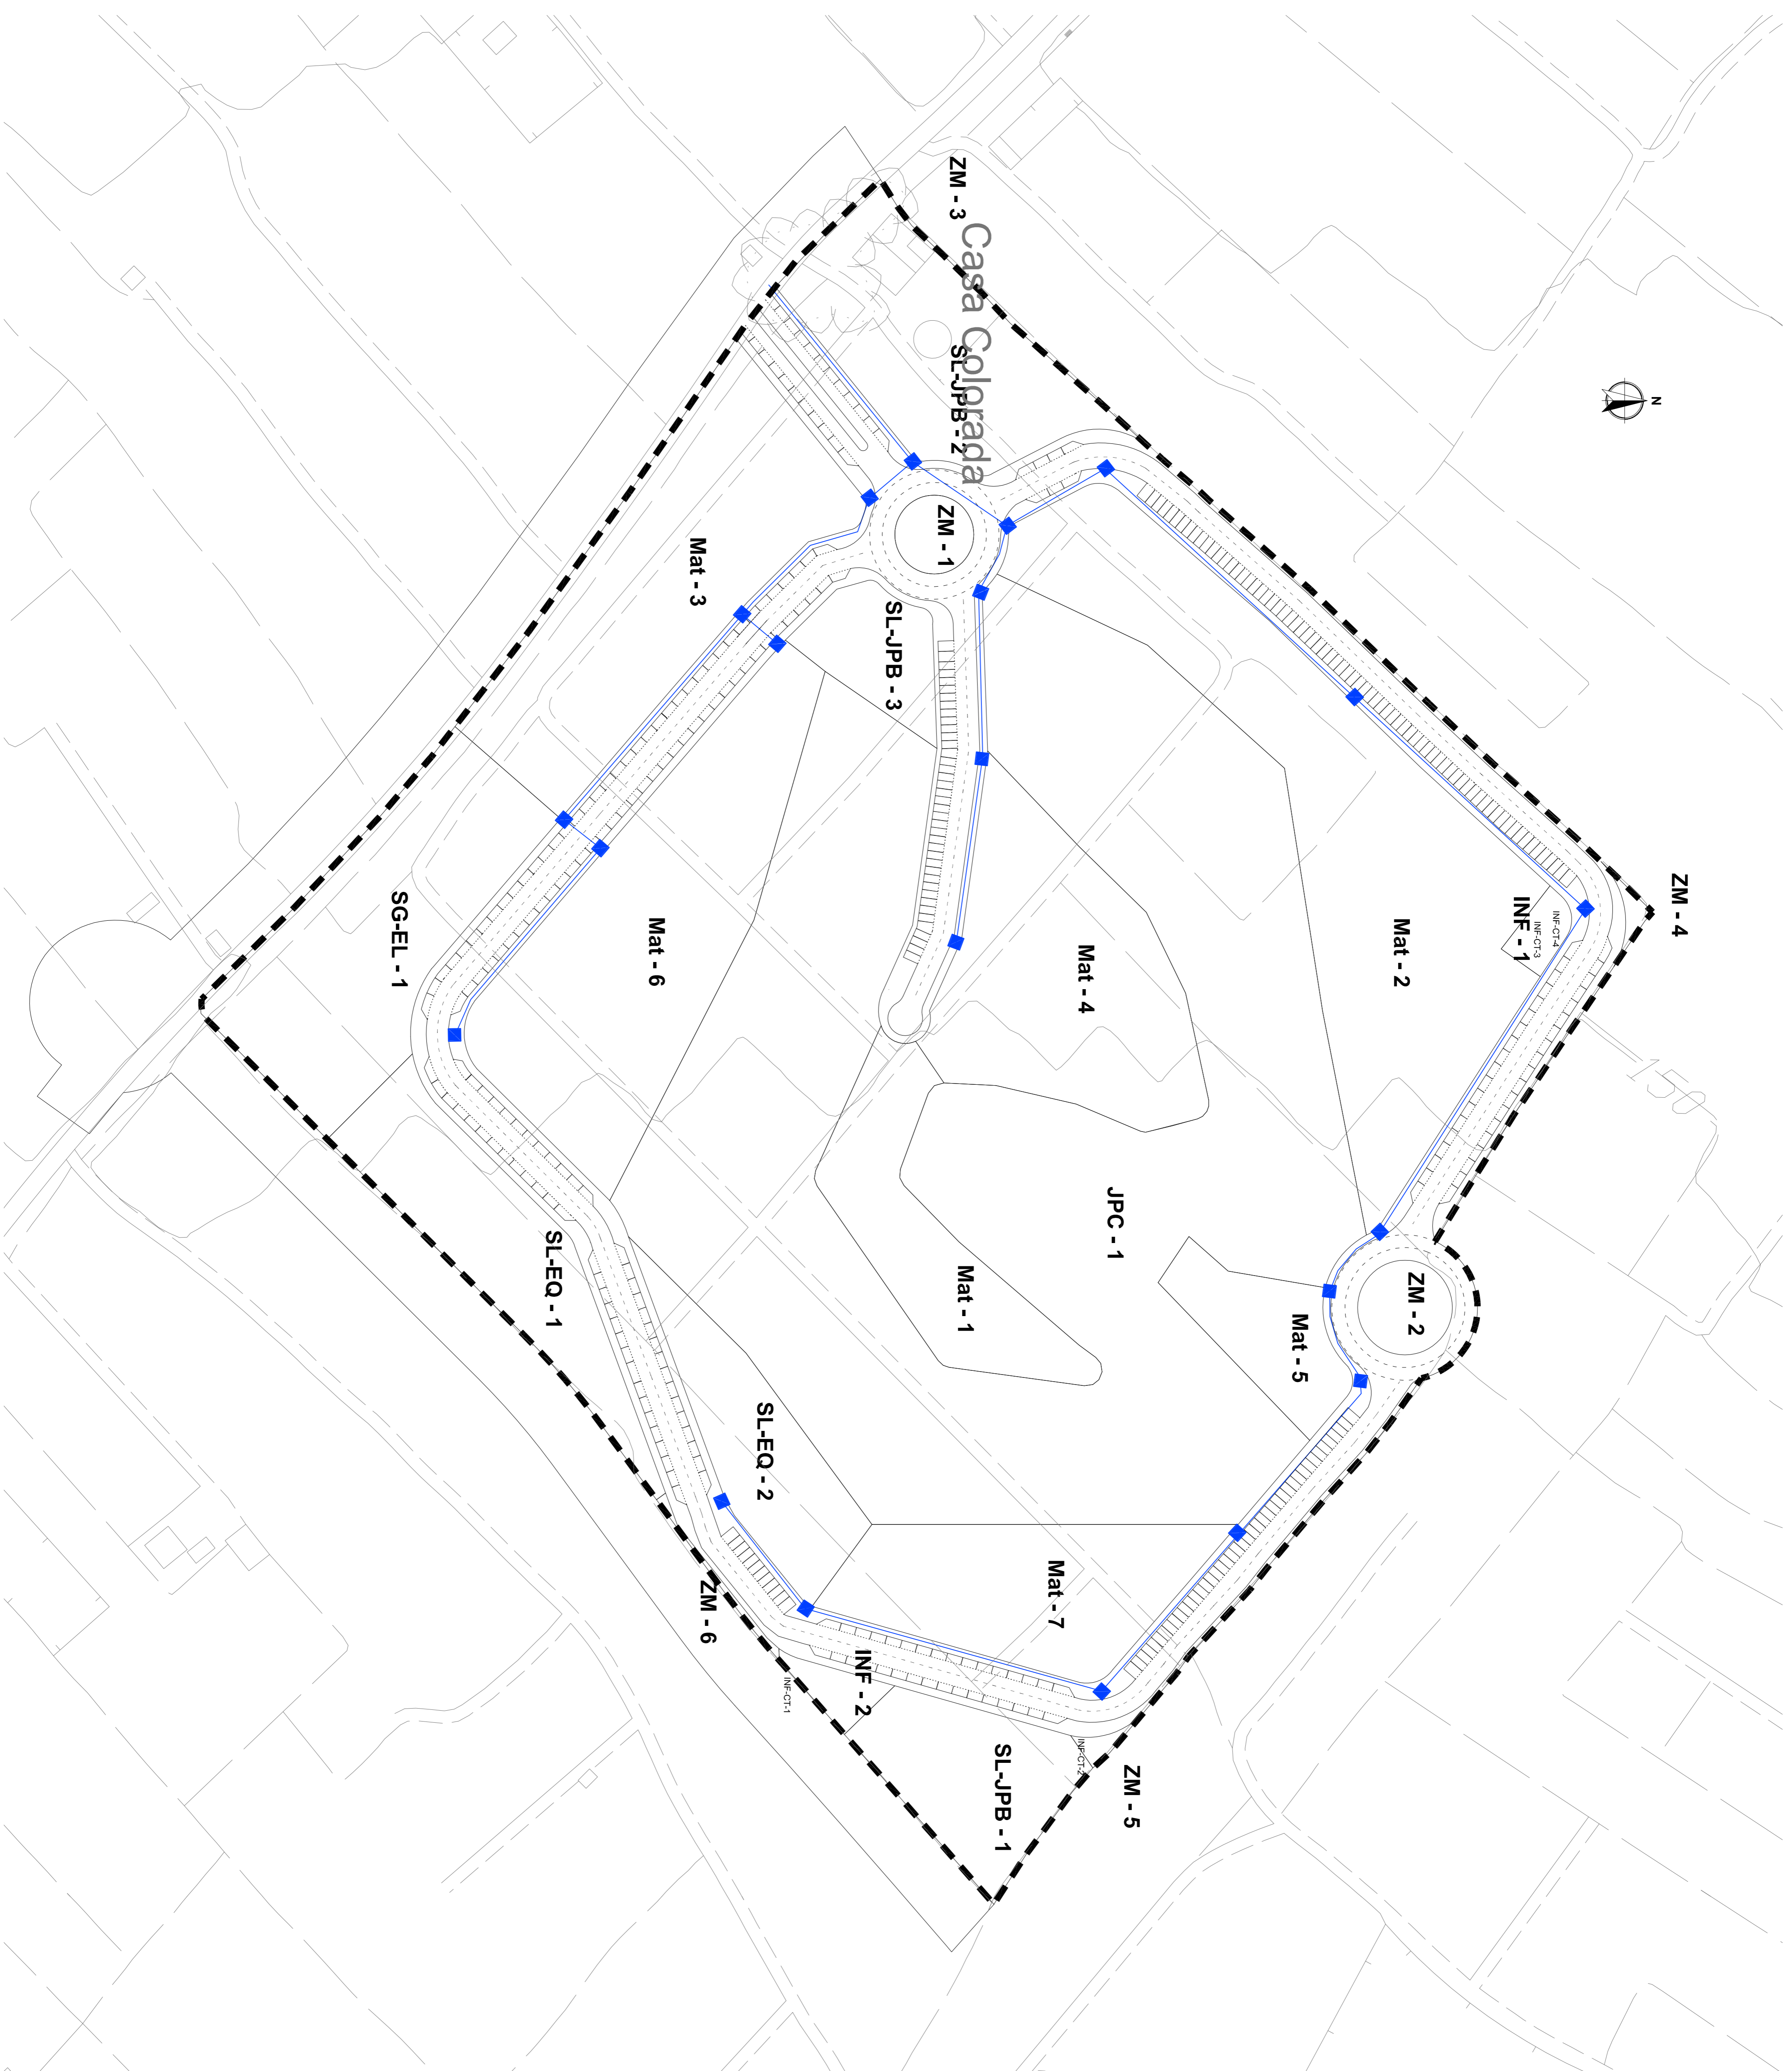 ZM - 3
Casa Colorada
SL-JPB - 2
N
ZM - 1
Mat - 3
SL-JPB - 3
ZM - 4
INF-CT-4
INF-CT-3
INF - 1
Mat - 2
Mat - 4
Mat - 6
SG-EL - 1
JPC - 1
Mat - 1
ZM - 2
Mat - 5
SL-EQ - 1
SL-EQ - 2
Mat - 7
ZM - 6
INF - 2
INF-CT-1
INF-CT-2
SL-JPB - 1
ZM - 5